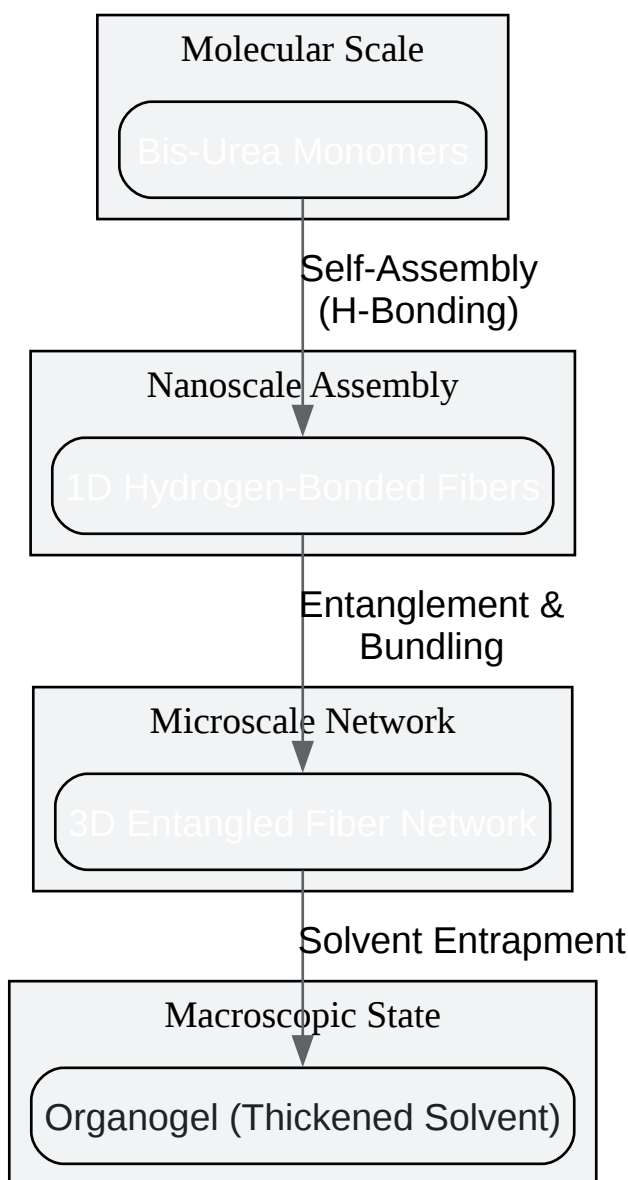 Molecular Scale
Bis-Urea Monomers
Self-Assembly
(H-Bonding)
Nanoscale Assembly
1D Hydrogen-Bonded Fibers
Entanglement &
Bundling
Microscale Network
3D Entangled Fiber Network
Solvent Entrapment
Macroscopic State
Organogel (Thickened Solvent)